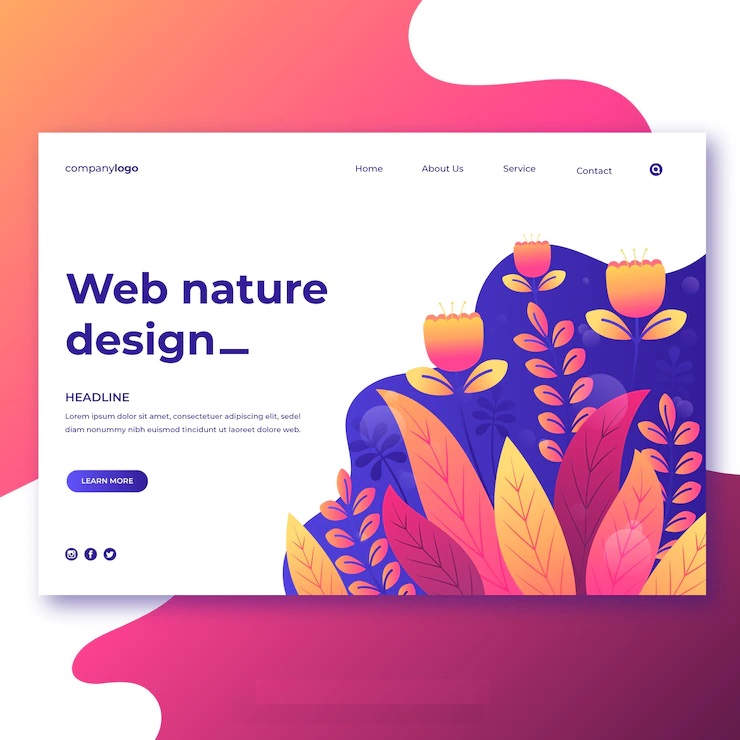 companylogo
Home About Us Service Contact
Web nature
design_
HEADLINE
Lorem ipsum dolor sit amet, consectetuer adipiscing elit, sedel
diam nonummy nibh euismod tincidunt ut laoreet dolore web.
LEARN MORE